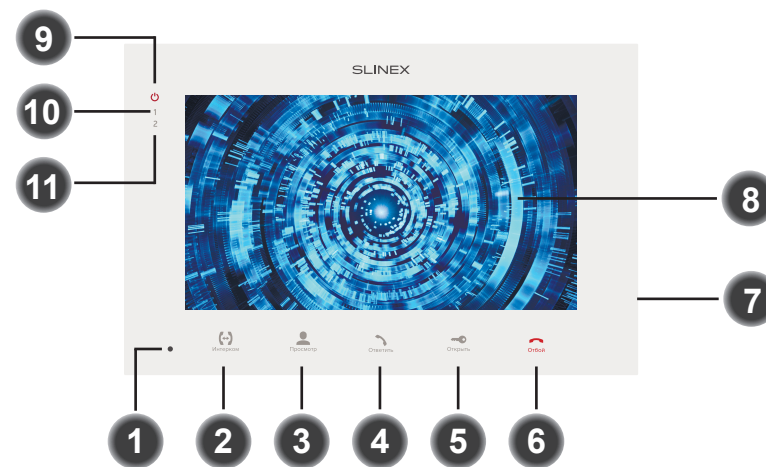 9
SLINEX
10
1
2
11
8
7
Интерком
Просмотр
Ответить
Открыть
Отбой
1
2
3
4
5
6